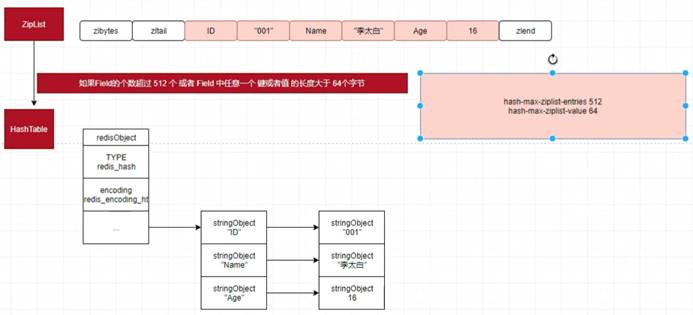 ZipList
zlbytes
zltail
ID
"001"
Name
"李太白"
Age
16
zlend
如果Field的个数超过 512 个 或者 Field 中任意一个 键或者值 的长度大于 64个字节
hash-max-ziplist-entries 512
hash-max-ziplist-value 64
HashTable
redisObject
TYPE
redis_hash
encoding
redis_encoding_ht
...
stringObject
"ID"
stringObject
"001"
stringObject
"Name"
stringObject
"李太白"
stringObject
"Age"
stringObject
16